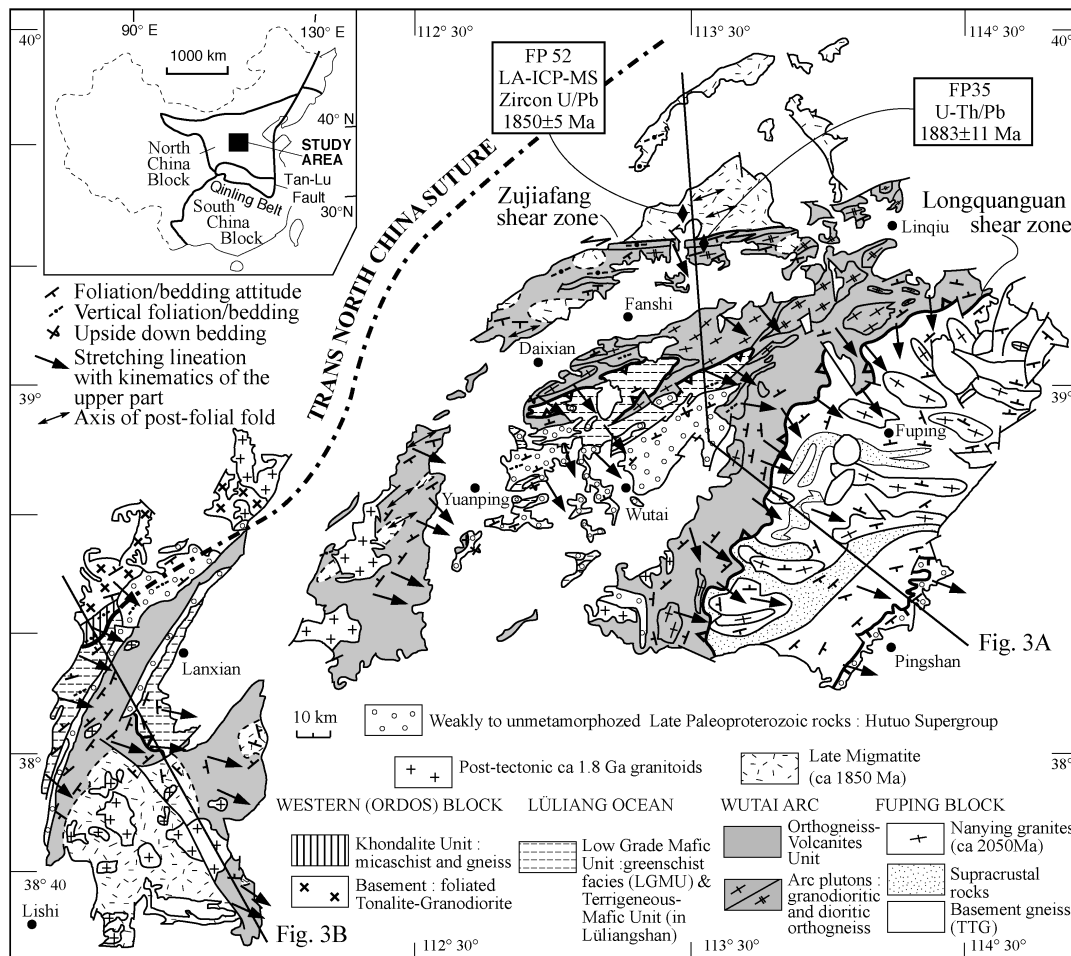 90° E
130° E
1000 km
40° N
North
China
Block
STUDY
AREA
Tan-Lu
Fault
Qinling Belt
30°N
South
China
Block
40°
112° 30°
113° 30°
114° 30°
40°
FP 52
LA-ICP-MS
Zircon U/Pb
1850±5 Ma
FP35
U-Th/Pb
1883±11 Ma
TRANS NORTH CHINA SUTURE
Zujiafang
shear zone
Longquanguan
shear zone
Linqiu
Foliation/bedding attitude
Vertical foliation/bedding
Upside down bedding
Stretching lineation
with kinematics of the
upper part
Axis of post-folial fold
Fanshi
Daixian
39°
39°
Fuping
Yuanping
Wutai
Lanxian
Pingshan
Fig. 3A
10 km
Weakly to unmetamorphozed Late Paleoproterozoic rocks : Hutuo Supergroup
38°
38°
Post-tectonic ca 1.8 Ga granitoids
Late Migmatite
(ca 1850 Ma)
WESTERN (ORDOS) BLOCK
Khondalite Unit :
micaschist and gneiss
Basement : foliated
Tonalite-Granodiorite
LÜLIANG OCEAN
Low Grade Mafic
Unit :greenschist
facies (LGMU) &
Terrigeneous-
Mafic Unit (in
Lüliangshan)
WUTAI ARC
Orthogneiss-
Volcanites
Unit
Arc plutons :
granodioritic
and dioritic
orthogneiss
FUPING BLOCK
Nanying granites
(ca 2050Ma)
Supracrustal
rocks
Basement gneiss
(TTG)
38° 40
Lishi
Fig. 3B
112° 30°
113° 30°
114° 30°